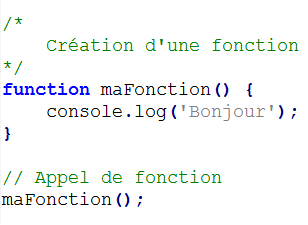 /*
    Création d'une fonction
*/
function maFonction() {
    console.log('Bonjour');
}

// Appel de fonction
maFonction();